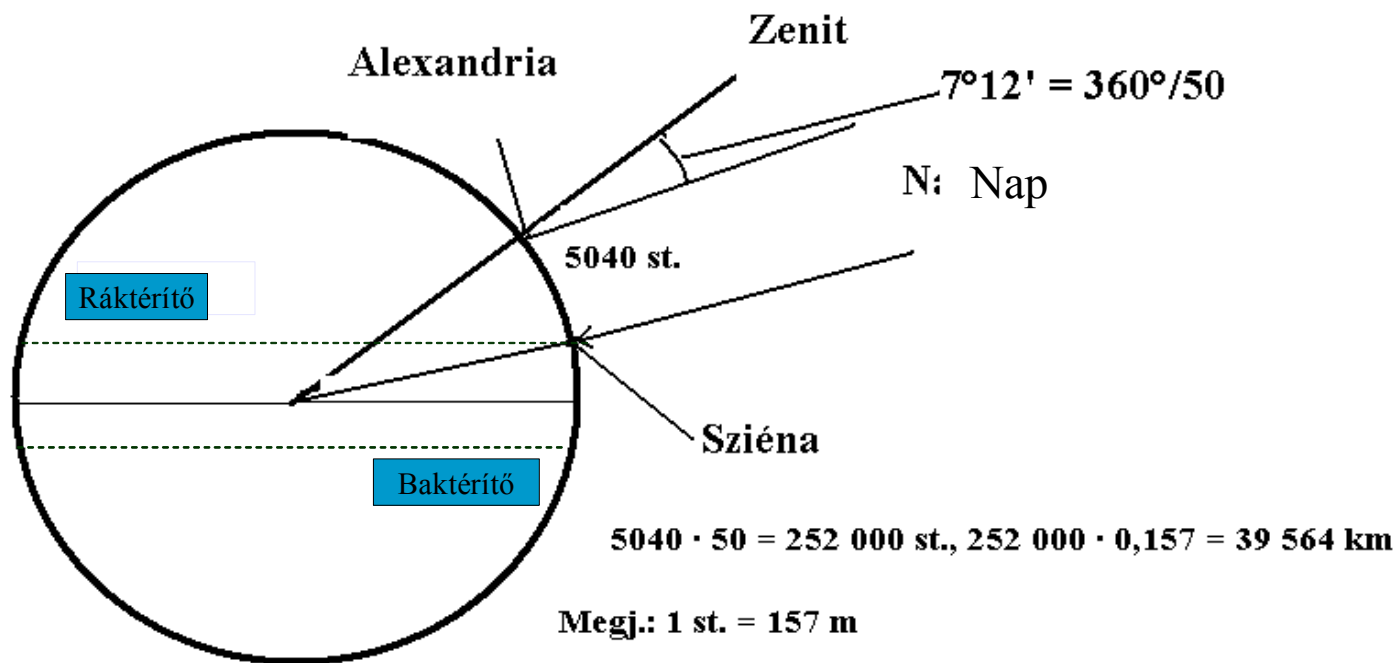 Zenit
Alexandria
7°12' = 360°/50
Nap
5040 st.
Ráktérítő
Sziéna
Baktérítő
5040 · 50 = 252 000 st., 252 000 · 0,157 = 39 564 km
Megj.: 1 st. = 157 m